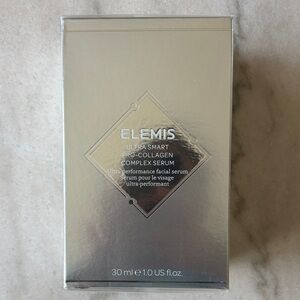 ELEMIS
ULTRA SMART
PRO-COLLAGEN
COMPLEX SERUM
Ultra performance facial serum
Sérum pour le visage
ultra-performant
30 ml e 1.0 US fl.oz.